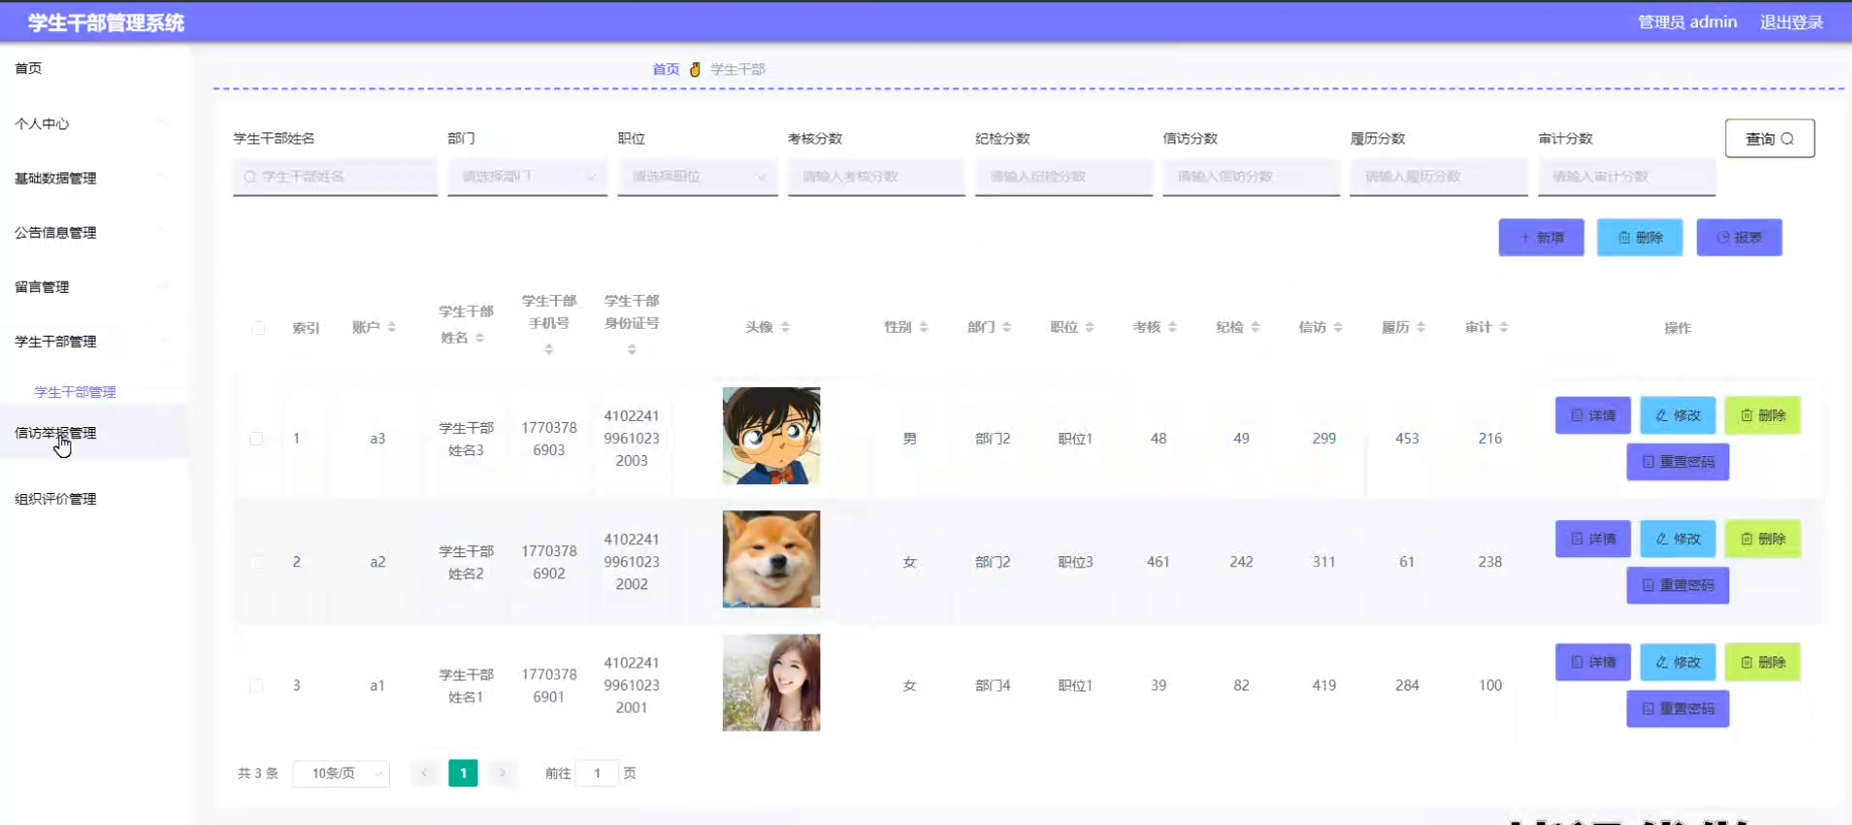 学生干部管理系统
管理员 admin 退出登录
首页
个人中心
基础数据管理
公告信息管理
留言管理
学生干部管理
学生干部管理
信访举报管理
组织评价管理
首页 学生干部
学生干部姓名 部门 职位 考核分数 纪检分数 信访分数 履历分数 审计分数 查询
学生干部姓名 请选择部门 请选择职位 请输入考核分数 请输入纪检分数 请输入信访分数 请输入履历分数 请输入审计分数
+ 新增 删除 报表
索引 账户 学生干部姓名 学生干部手机号 学生干部身份证号 头像 性别 部门 职位 考核 纪检 信访 履历 审计 操作
1 a3 学生干部姓名3 17703786903 410224199610232003 男 部门2 职位1 48 49 299 453 216 详情 修改 删除
重置密码
2 a2 学生干部姓名2 17703786902 410224199610232002 女 部门2 职位3 461 242 311 61 238 详情 修改 删除
重置密码
3 a1 学生干部姓名1 17703786901 410224199610232001 女 部门4 职位1 39 82 419 284 100 详情 修改 删除
重置密码
共 3 条 10条/页 1 前往 1 页